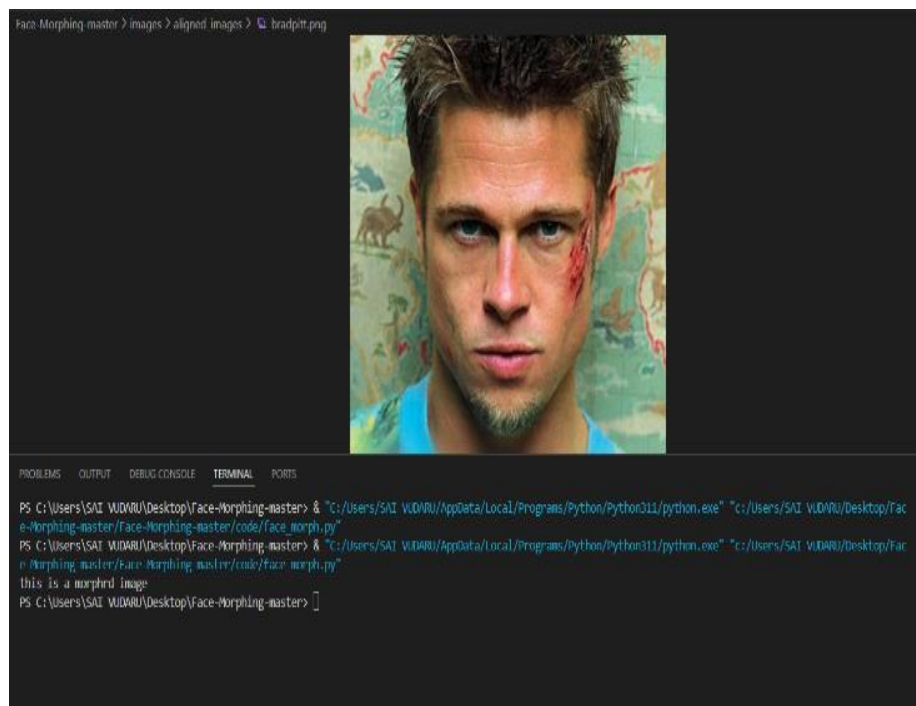 Face-Morphing-master > images > aligned_images > bradpitt.png
PROBLEMS OUTPUT DEBUG CONSOLE TERMINAL PORTS
PS C:\Users\SAI VUDARU\Desktop\Face-Morphing-master> & "C:/Users/SAI VUDARU/AppData/Local/Programs/Python/Python311/python.exe" "c:/Users/SAI VUDARU/Desktop/Fac
e-Morphing-master/Face-Morphing-master/code/face_morph.py"
PS C:\Users\SAI VUDARU\Desktop\Face-Morphing-master> & "C:/Users/SAI VUDARU/AppData/Local/Programs/Python/Python311/python.exe" "c:/Users/SAI VUDARU/Desktop/Fac
e-Morphing-master/Face-Morphing-master/code/face_morph.py"
this is a morphrd image
PS C:\Users\SAI VUDARU\Desktop\Face-Morphing-master>